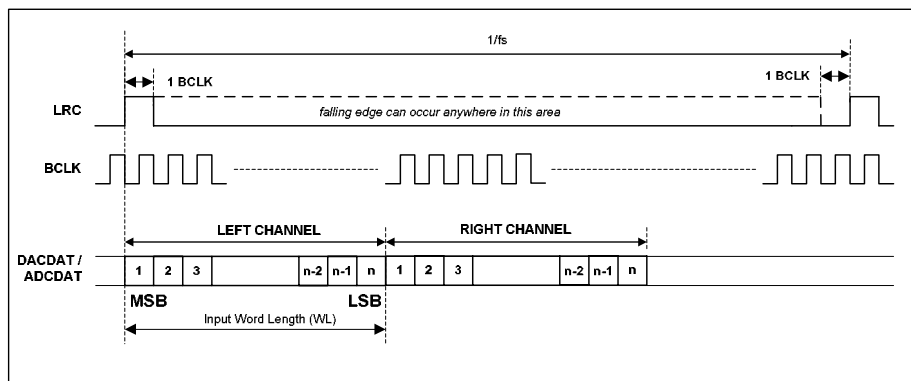 1/fs
1 BCLK
1 BCLK
LRC
falling edge can occur anywhere in this area
BCLK
LEFT CHANNEL
RIGHT CHANNEL
DACDAT /
ADCDAT
1 2 3 n-2 n-1 n 1 2 3 n-2 n-1 n
MSB LSB
Input Word Length (WL)